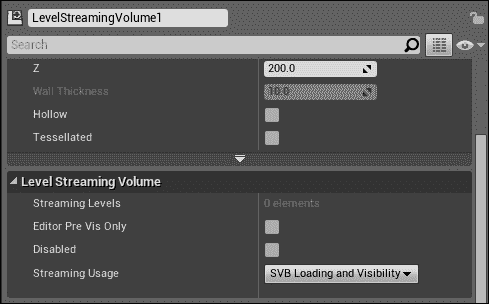 LevelStreamingVolume1
Search
Z 200.0
Wall Thickness 10.0
Hollow
Tessellated
Level Streaming Volume
Streaming Levels 0 elements
Editor Pre Vis Only
Disabled
Streaming Usage SVB Loading and Visibility